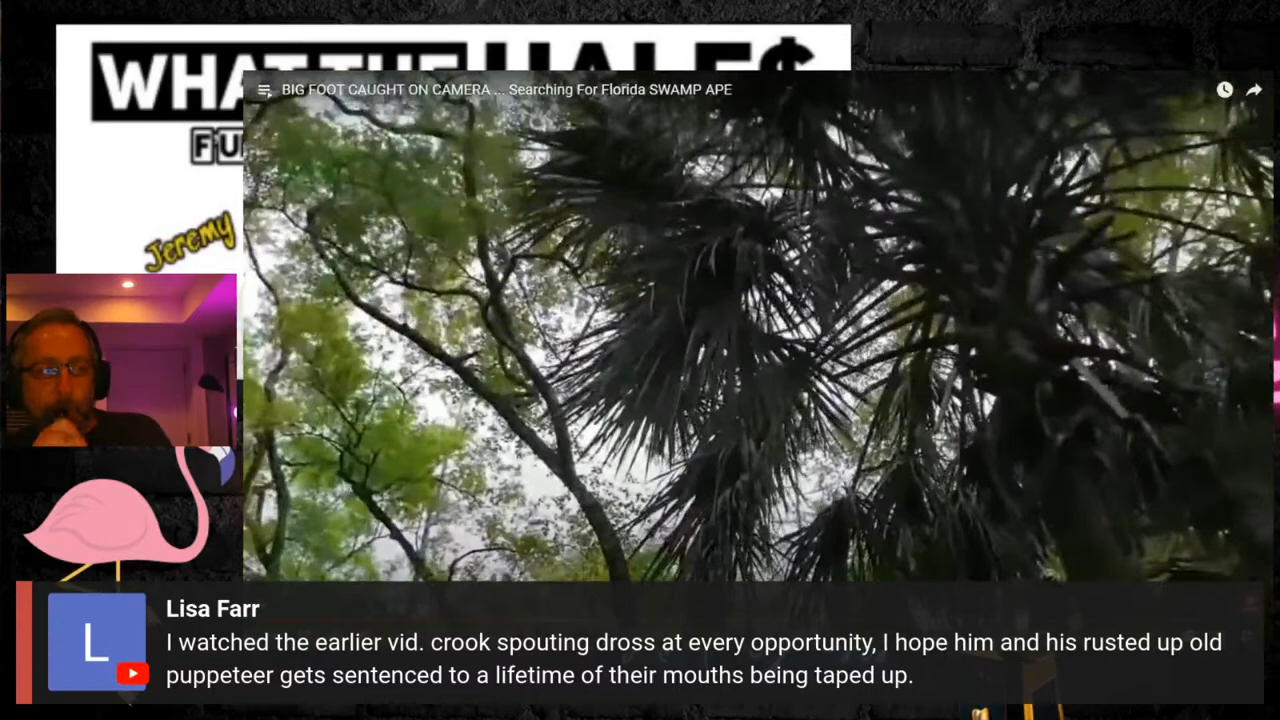 WHAT THE HALE$
BIG FOOT CAUGHT ON CAMERA ... Searching For Florida SWAMP APE
FU
Jeremy
L
Lisa Farr
I watched the earlier vid. crook spouting dross at every opportunity, I hope him and his rusted up old
puppeteer gets sentenced to a lifetime of their mouths being taped up.